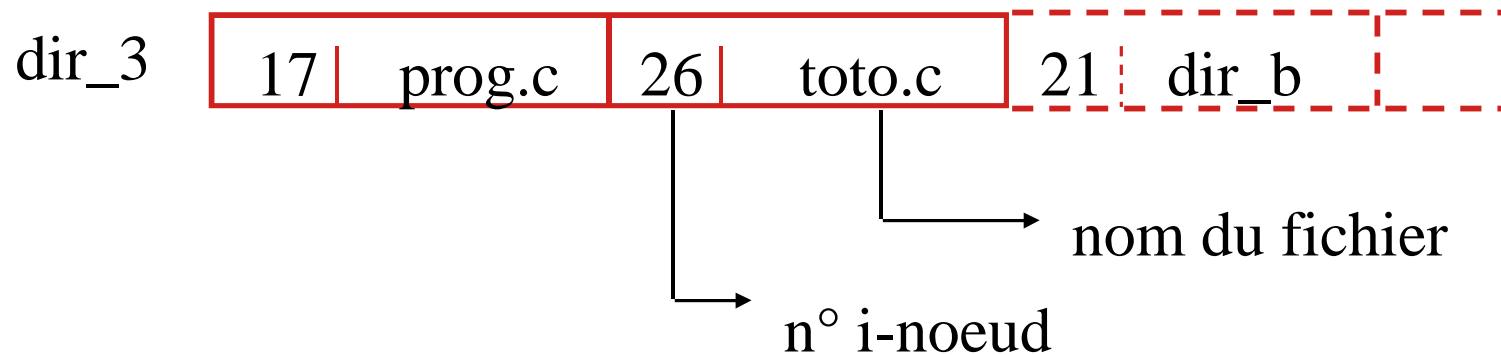 dir_3 17 prog.c 26 toto.c 21 dir_b
nom du fichier
n° i-noeud